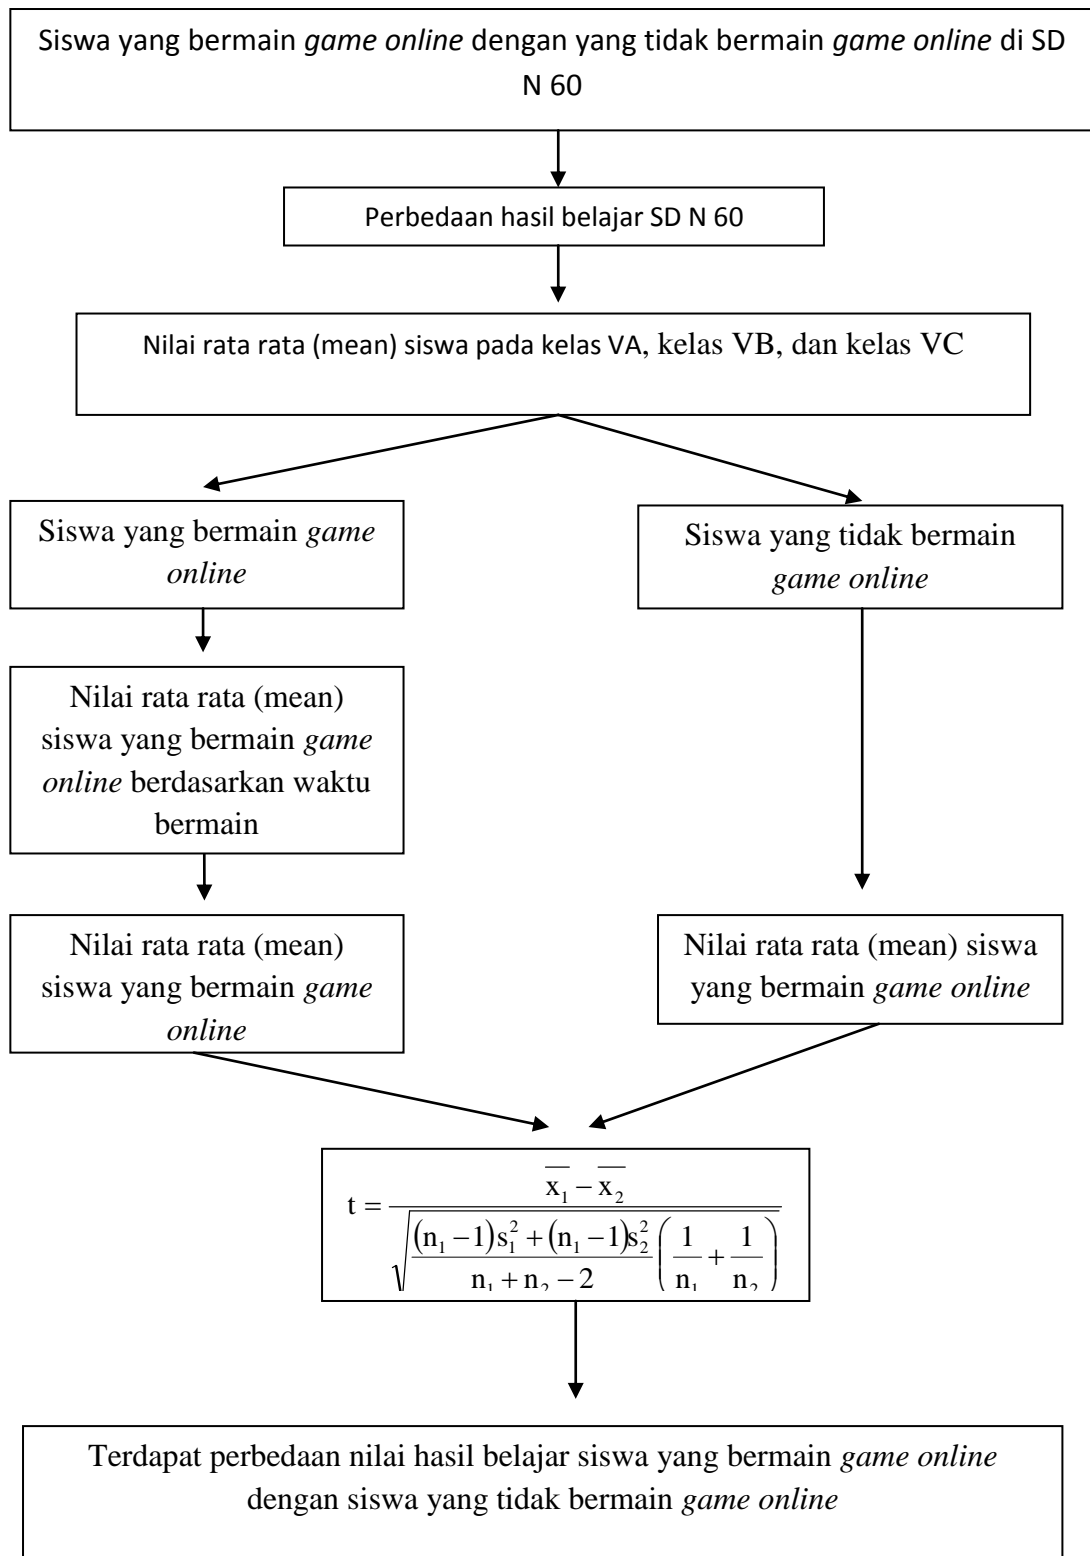 Siswa yang bermain game online dengan yang tidak bermain game online di SD
N 60
Perbedaan hasil belajar SD N 60
Nilai rata rata (mean) siswa pada kelas VA, kelas VB, dan kelas VC
Siswa yang bermain game
online
Siswa yang tidak bermain
game online
Nilai rata rata (mean)
siswa yang bermain game
online berdasarkan waktu
bermain
Nilai rata rata (mean)
siswa yang bermain game
online
Nilai rata rata (mean) siswa
yang bermain game online
t = (x̅₁ − x̅₂) / √( ((n₁ − 1)s₁² + (n₁ − 1)s₂²) / (n₁ + n₂ − 2) (1/n₁ + 1/n₂) )
Terdapat perbedaan nilai hasil belajar siswa yang bermain game online
dengan siswa yang tidak bermain game online